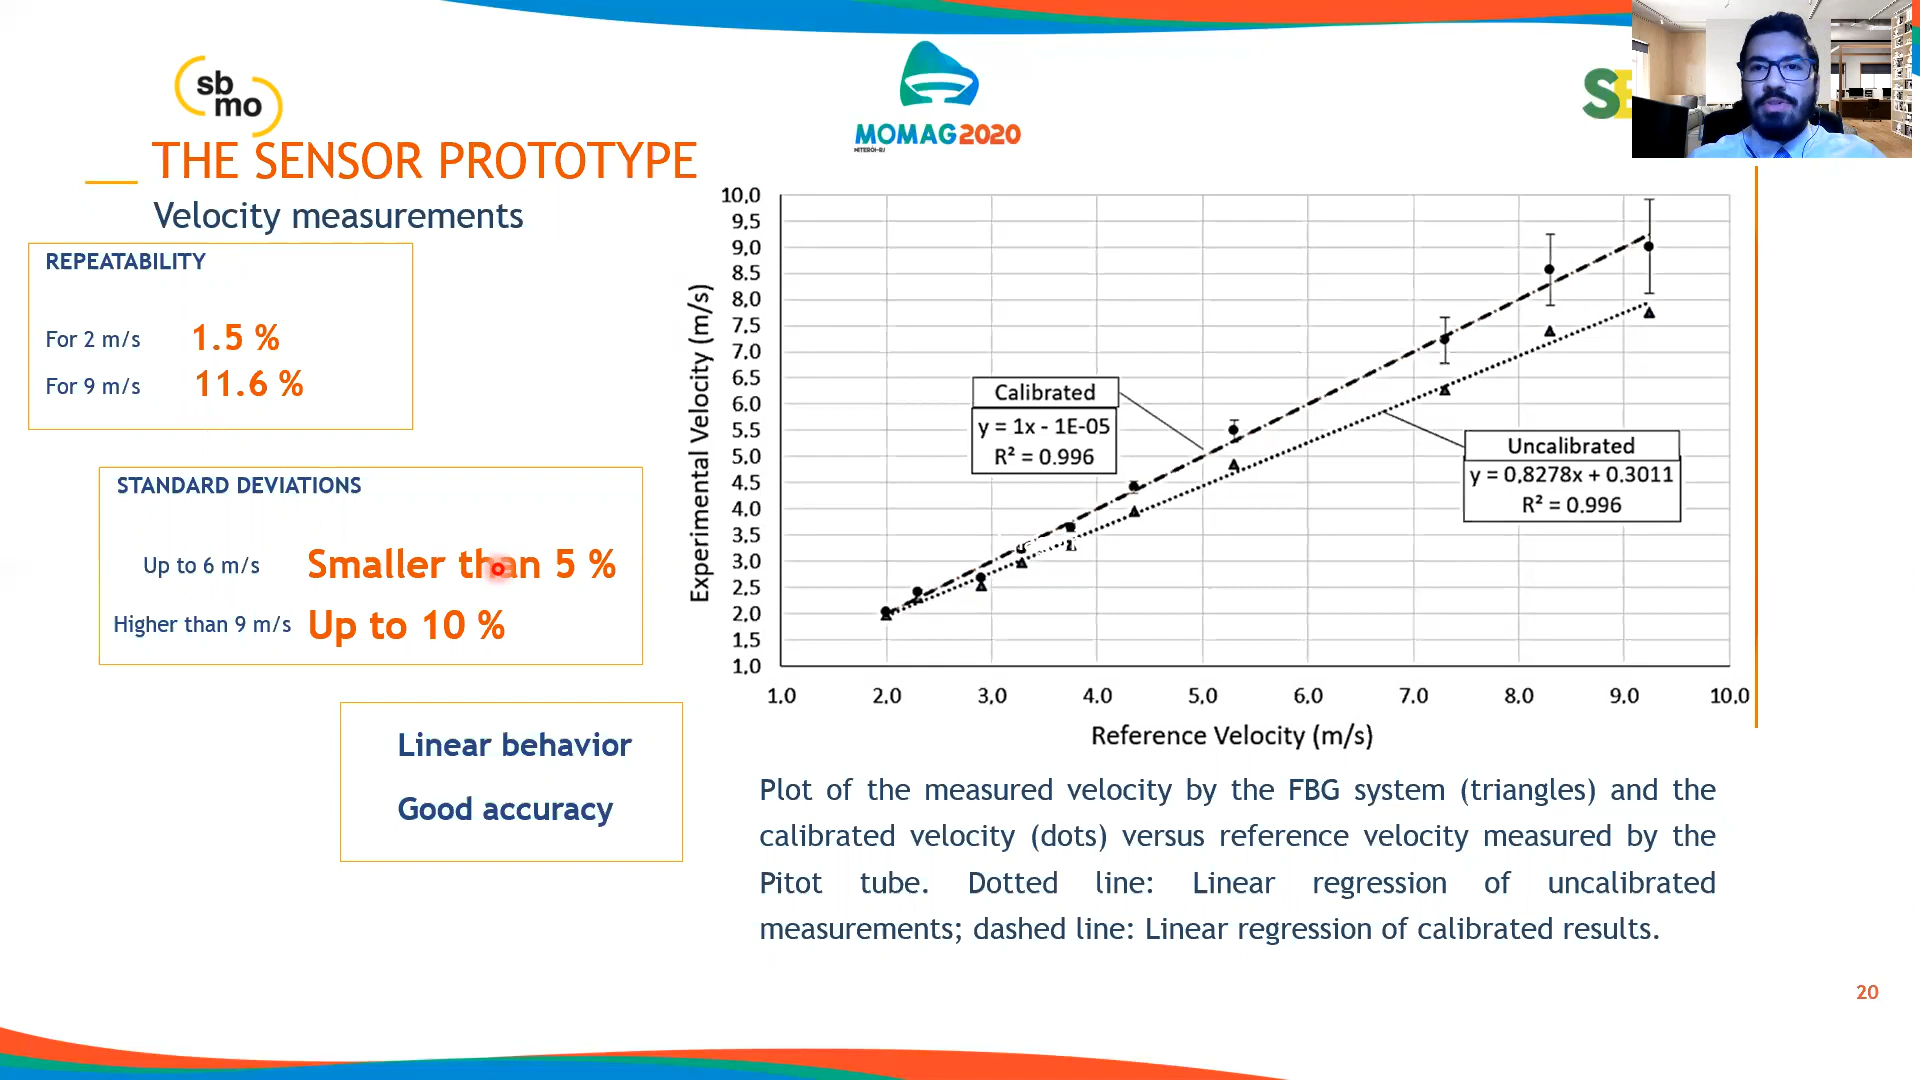 sb
mo
MOMAG2020
NITERÓI-RJ
THE SENSOR PROTOTYPE
Velocity measurements
REPEATABILITY
For 2 m/s 1.5 %
For 9 m/s 11.6 %
STANDARD DEVIATIONS
Up to 6 m/s Smaller than 5 %
Higher than 9 m/s Up to 10 %
Linear behavior
Good accuracy
Experimental Velocity (m/s)
10,0
9,5
9,0
8,5
8,0
7,5
7,0
6,5
6,0
5,5
5,0
4,5
4,0
3,5
3,0
2,5
2,0
1,5
1,0
Calibrated
y = 1x - 1E-05
R² = 0.996
Uncalibrated
y = 0,8278x + 0.3011
R² = 0.996
1,0 2,0 3,0 4,0 5,0 6,0 7,0 8,0 9,0 10,0
Reference Velocity (m/s)
Plot of the measured velocity by the FBG system (triangles) and the
calibrated velocity (dots) versus reference velocity measured by the
Pitot tube. Dotted line: Linear regression of uncalibrated
measurements; dashed line: Linear regression of calibrated results.
20